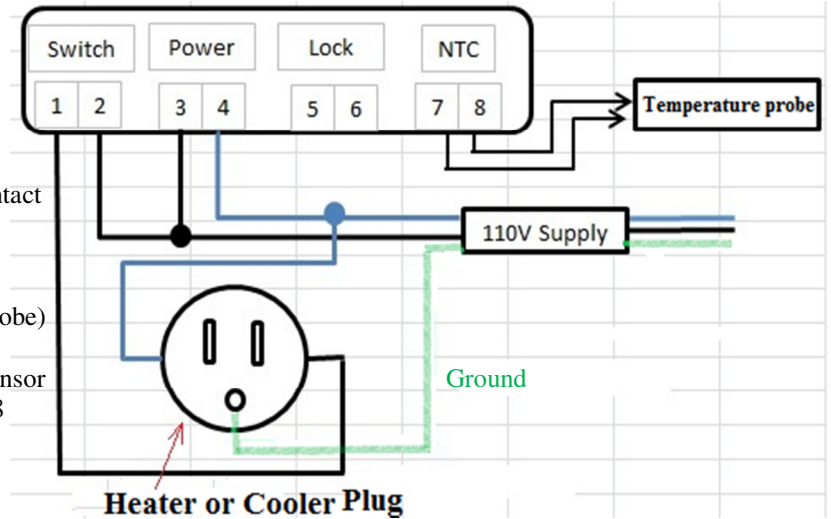 Switch Power Lock NTC
1 2 3 4 5 6 7 8
Temperature probe
110V Supply
Ground
Heater or Cooler Plug